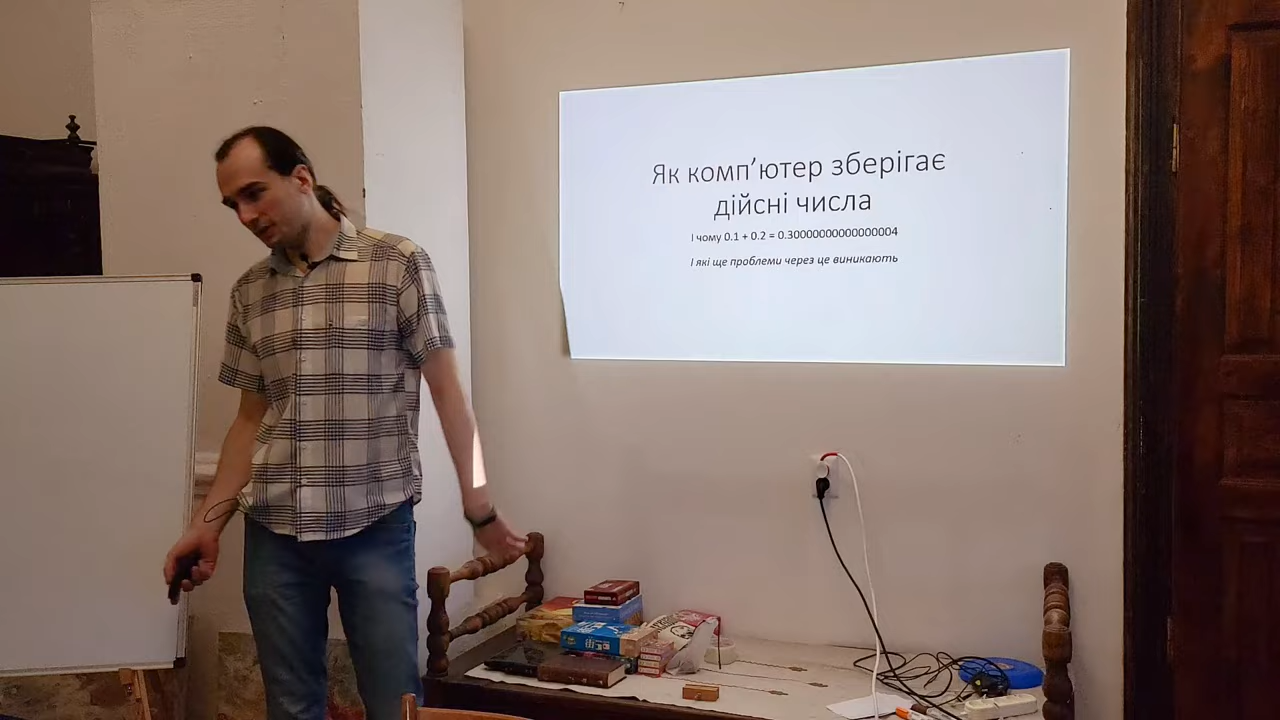 Як комп’ютер зберігає
дійсні числа
І чому 0.1 + 0.2 = 0.30000000000000004
І які ще проблеми через це виникають